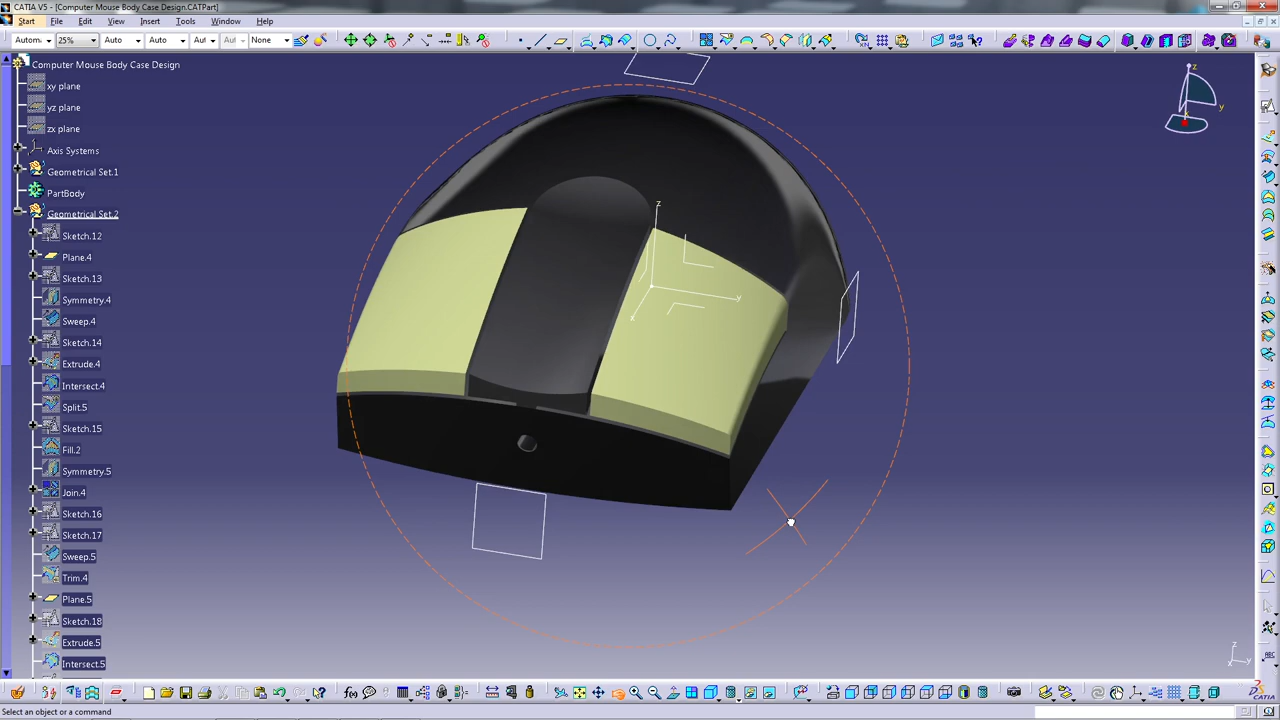 CATIA V5 - [Computer Mouse Body Case Design.CATPart]
Start File Edit View Insert Tools Window Help
Autom 25% Auto Auto Aut Aut None
Computer Mouse Body Case Design
xy plane
yz plane
zx plane
Axis Systems
Geometrical Set.1
PartBody
Geometrical Set.2
Sketch.12
Plane.4
Sketch.13
Symmetry.4
Sweep.4
Sketch.14
Extrude.4
Intersect.4
Split.5
Sketch.15
Fill.2
Symmetry.5
Join.4
Sketch.16
Sketch.17
Sweep.5
Trim.4
Plane.5
Sketch.18
Extrude.5
Intersect.5
z
y
x
z
y
z
x y
ABC
f(x)
CATIA
Select an object or a command